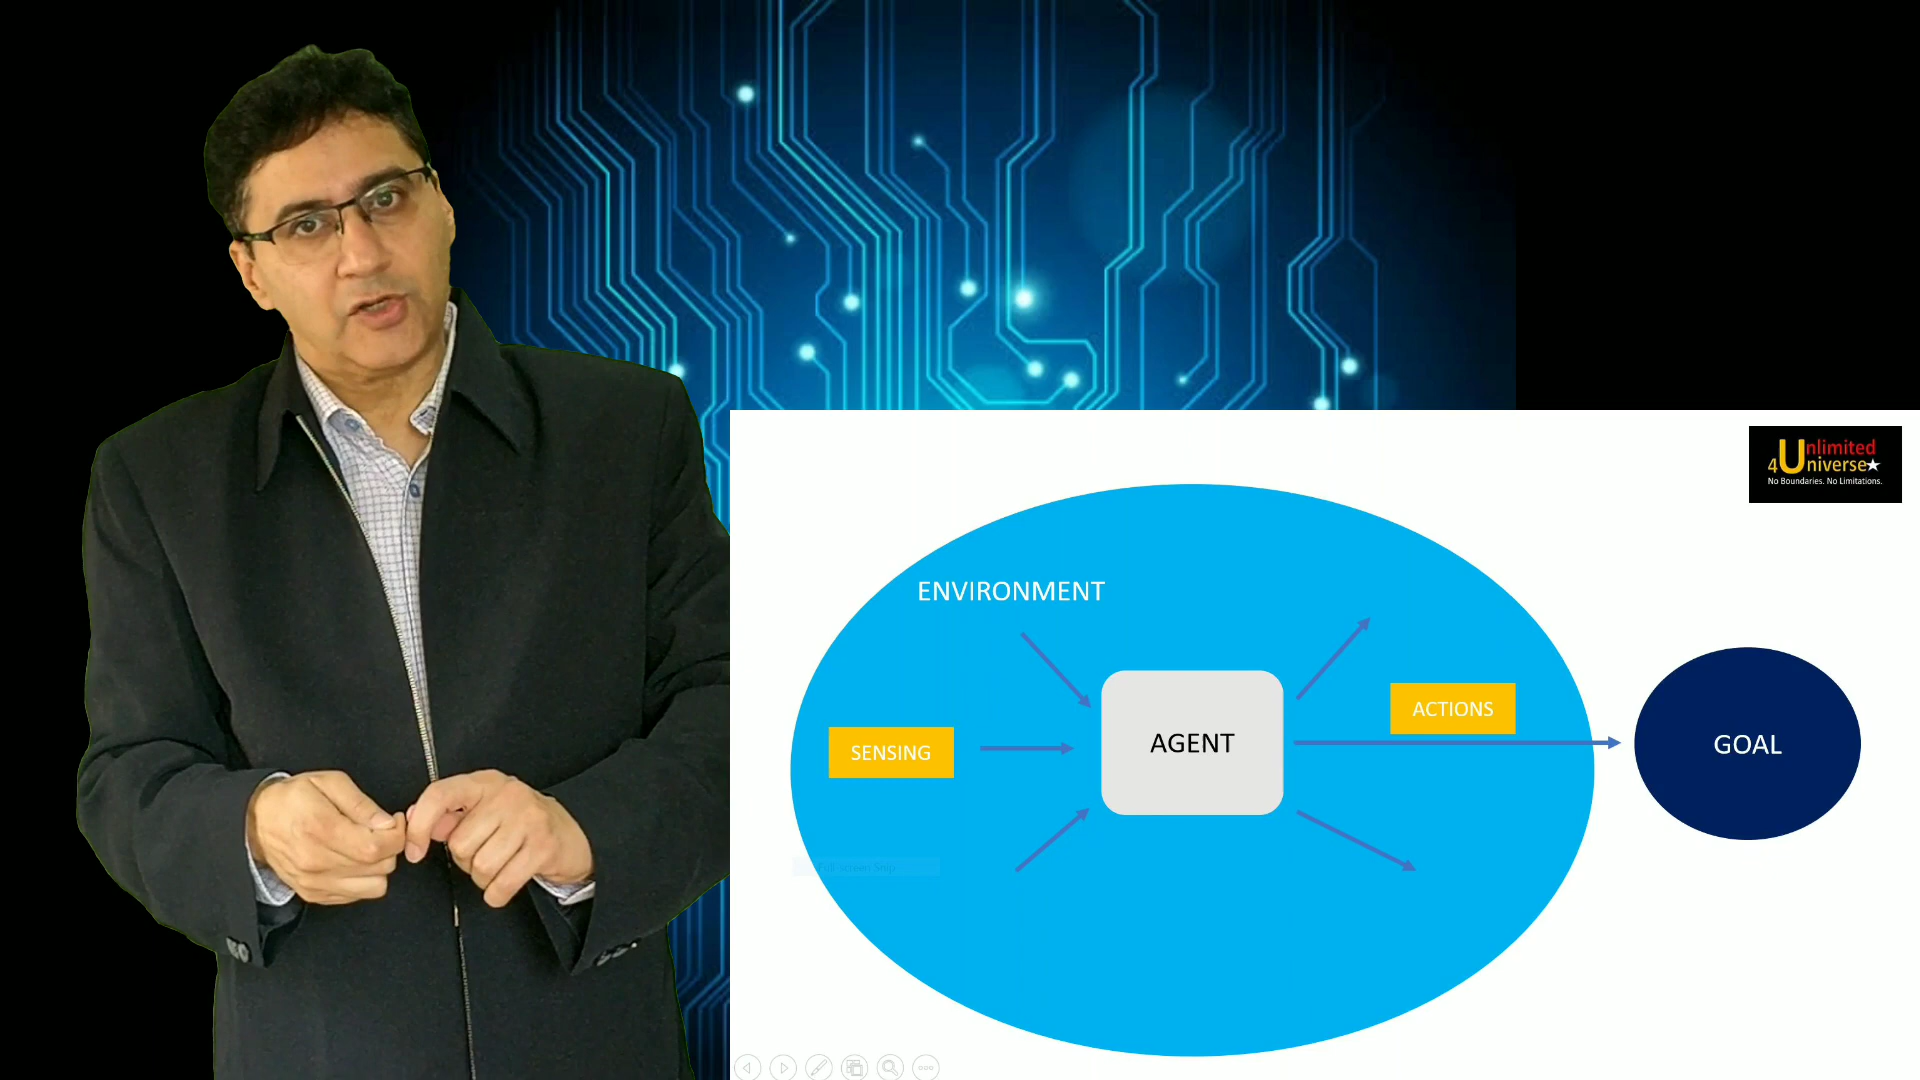 Unlimited
4Universe
No Boundaries. No Limitations.
ENVIRONMENT
ACTIONS
SENSING
AGENT
GOAL